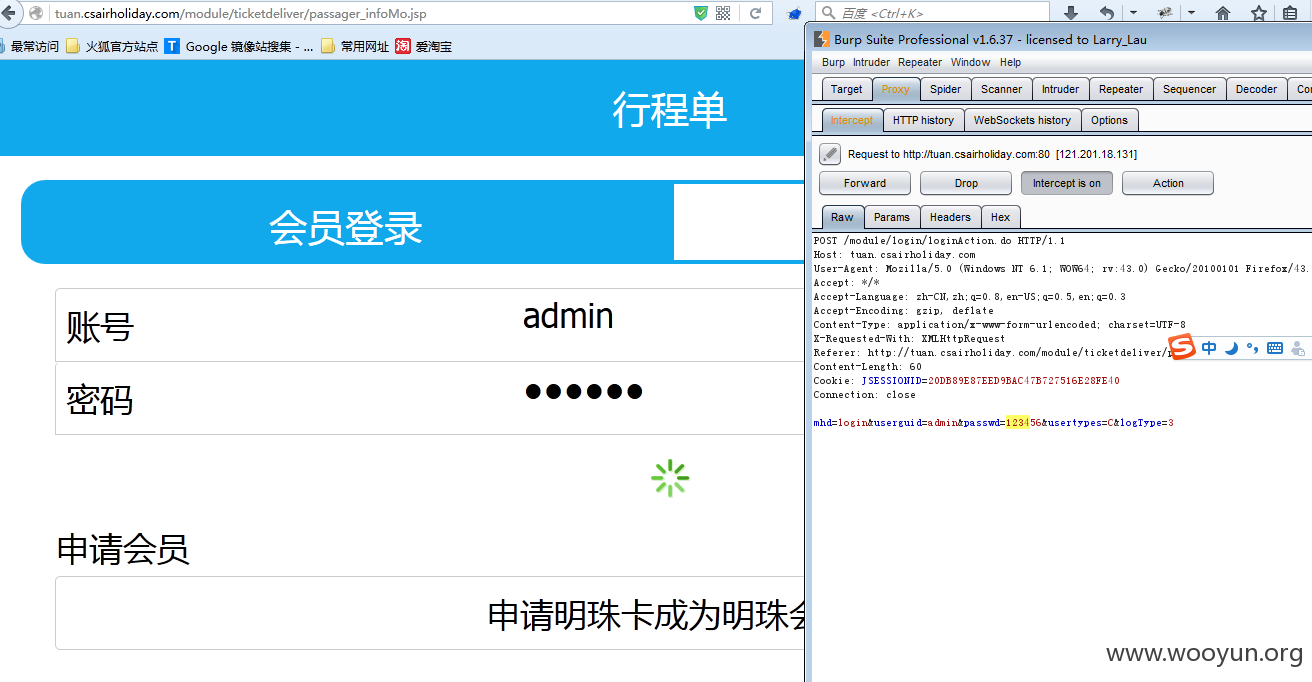 tuan.csairholiday.com/module/ticketdeliver/passager_infoMo.jsp
百度 <Ctrl+K>
最常访问 火狐官方站点 T Google 镜像站搜集 - ... 常用网址 淘 爱淘宝
行程单
会员登录
账号 admin
密码 ●●●●●●
申请会员
申请明珠卡成为明珠会
Burp Suite Professional v1.6.37 - licensed to Larry_Lau
Burp Intruder Repeater Window Help
Target Proxy Spider Scanner Intruder Repeater Sequencer Decoder Co
Intercept HTTP history WebSockets history Options
Request to http://tuan.csairholiday.com:80 [121.201.18.131]
Forward Drop Intercept is on Action
Raw Params Headers Hex
POST /module/login/loginAction.do HTTP/1.1
Host: tuan.csairholiday.com
User-Agent: Mozilla/5.0 (Windows NT 6.1; WOW64; rv:43.0) Gecko/20100101 Firefox/43.
Accept: */*
Accept-Language: zh-CN,zh;q=0.8,en-US;q=0.5,en;q=0.3
Accept-Encoding: gzip, deflate
Content-Type: application/x-www-form-urlencoded; charset=UTF-8
X-Requested-With: XMLHttpRequest
Referer: http://tuan.csairholiday.com/module/ticketdeliver/
S 中
Content-Length: 60
Cookie: JSESSIONID=20DB89E87EED9BAC47B727516E28FE40
Connection: close
mhd=login&userguid=admin&passwd=123456&usertypes=C&logType=3
www.wooyun.org